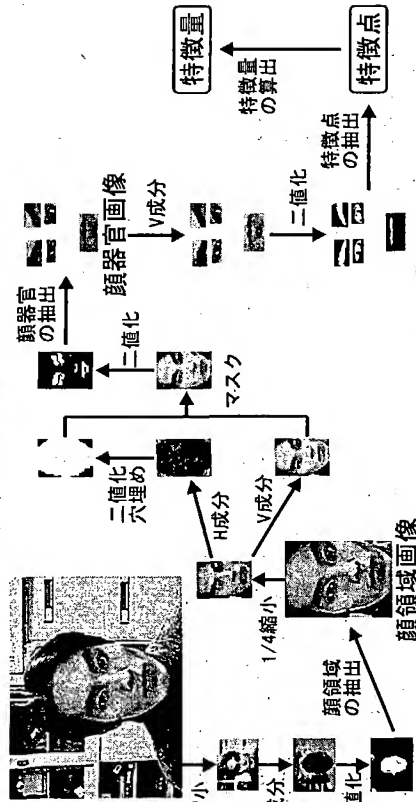 小
成分
値化
顔領域
の抽出
顔領域画像
1/4縮小
H成分
V成分
二値化
穴埋め
マスク
二値化
顔器官
の抽出
顔器官画像
V成分
二値化
特徴点
の抽出
特徴点
特徴量
の算出
特徴量